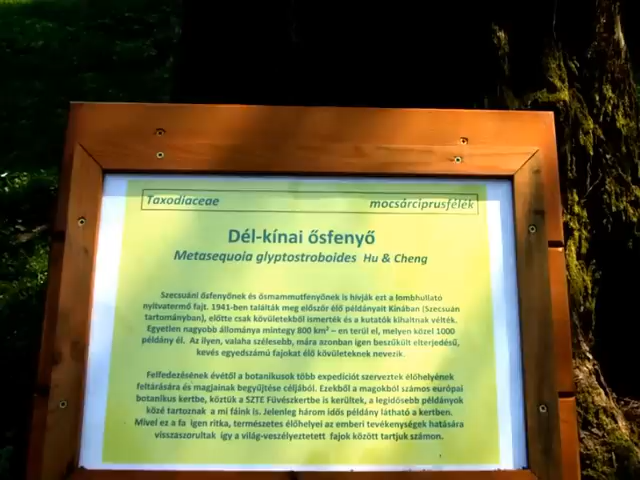 Taxodiaceae mocsárciprusfélék
Dél-kínai ősfenyő
Metasequoia glyptostroboides Hu & Cheng
Szecsuáni ősfenyőnek és ősmammutfenyőnek is hívják ezt a lombhullató
nyitvatermő fajt. 1941-ben találták meg először élő példányait Kínában (Szecsuán
tartományban), előtte csak kövületekből ismerték és a kutatók kihaltnak vélték.
Egyetlen nagyobb állománya mintegy 800 km² – en terül el, melyen közel 1000
példány él. Az ilyen, valaha szélesebb, mára azonban igen beszűkült elterjedésű,
kevés egyedszámú fajokat élő kövületeknek nevezik.
Felfedezésének évétől a botanikusok több expedíciót szerveztek élőhelyének
feltárására és magjainak begyűjtése céljából. Ezekből a magokból számos európai
botanikus kertbe, köztük a SZTE Füvészkertbe is kerültek, a legidősebb példányok
közé tartoznak a mi fáink is. Jelenleg három idős példány látható a kertben.
Mivel ez a fa igen ritka, természetes élőhelyei az emberi tevékenységek hatására
visszaszorultak így a világ-veszélyeztetett fajok között tartjuk számon.